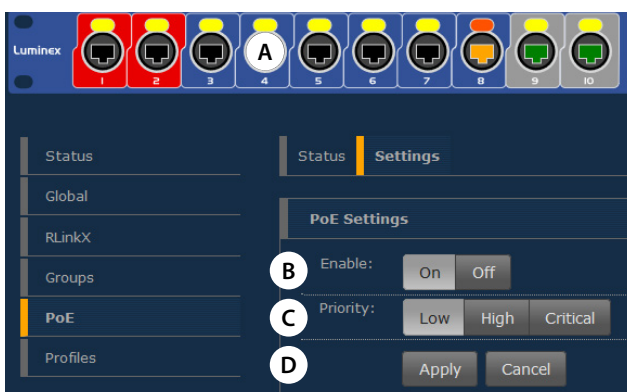 Luminex
A
1 2 3 4 5 6 7 8 9 10
Status
Global
RLinkX
Groups
PoE
Profiles
Status Settings
PoE Settings
B Enable: On Off
C Priority: Low High Critical
D Apply Cancel